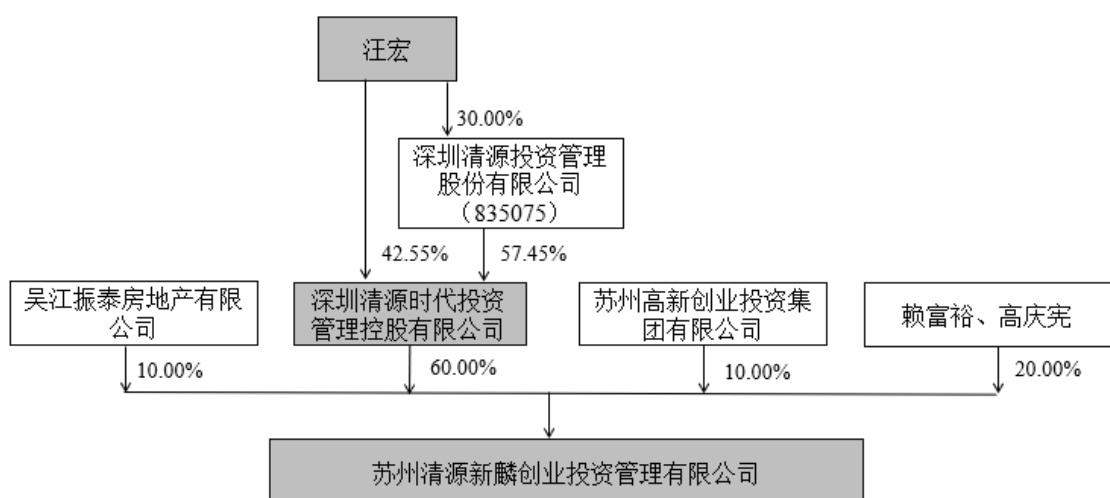 汪宏
30.00%
深圳清源投资管理
股份有限公司
（835075）
42.55%
57.45%
吴江振泰房地产有限
公司
深圳清源时代投资
管理控股有限公司
苏州高新创业投资集
团有限公司
赖富裕、高庆宪
10.00%
60.00%
10.00%
20.00%
苏州清源新麟创业投资管理有限公司